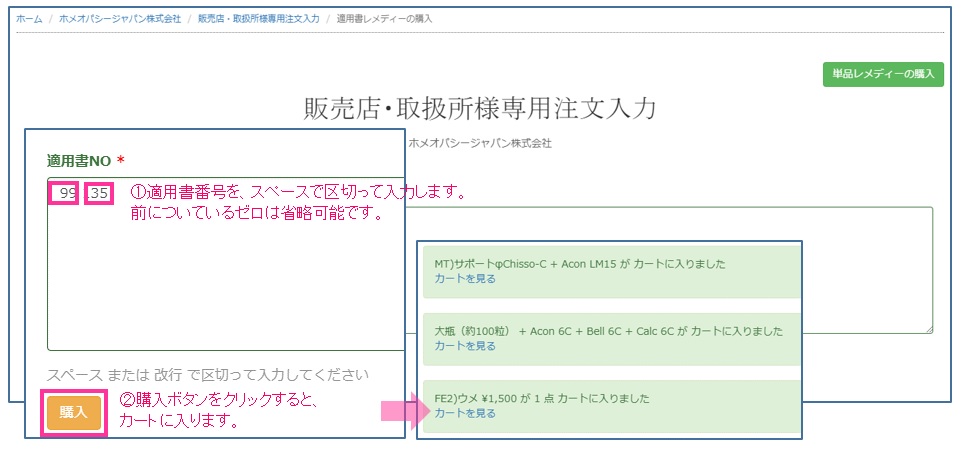 ホーム / ホメオパシージャパン株式会社 / 販売店・取扱所様専用注文入力 / 適用書レメディーの購入
単品レメディーの購入
販売店・取扱所様専用注文入力
ホメオパシージャパン株式会社
適用書NO *
99 35
①適用書番号を、スペースで区切って入力します。
前についているゼロは省略可能です。
スペース または 改行 で区切って入力してください
購入
②購入ボタンをクリックすると、
カートに入ります。
MT)サポートφChisso-C + Acon LM15 が カートに入りました
カートを見る
大瓶（約100粒） + Acon 6C + Bell 6C + Calc 6C が カートに入りました
カートを見る
FE2)ウメ ¥1,500 が 1 点 カートに入りました
カートを見る